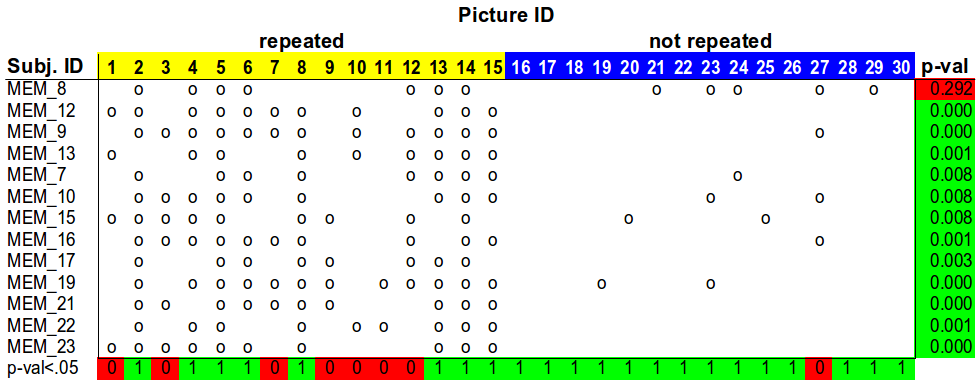 Picture ID
repeated not repeated
Subj. ID 1 2 3 4 5 6 7 8 9 10 11 12 13 14 15 16 17 18 19 20 21 22 23 24 25 26 27 28 29 30 p-val
MEM_8 o o o o o o o o o o o o 0.292
MEM_12 o o o o o o o o o o o 0.000
MEM_9 o o o o o o o o o o o o o 0.000
MEM_13 o o o o o o o o o 0.001
MEM_7 o o o o o o o o o 0.008
MEM_10 o o o o o o o o o o o 0.008
MEM_15 o o o o o o o o o o o o 0.008
MEM_16 o o o o o o o o o o o 0.001
MEM_17 o o o o o o o o 0.003
MEM_19 o o o o o o o o o o o o o o 0.000
MEM_21 o o o o o o o o o o 0.000
MEM_22 o o o o o o o o o 0.001
MEM_23 o o o o o o o o o o 0.000
p-val<.05 0 1 0 1 1 1 0 1 0 0 0 0 1 1 1 1 1 1 1 1 1 1 1 1 1 1 0 1 1 1